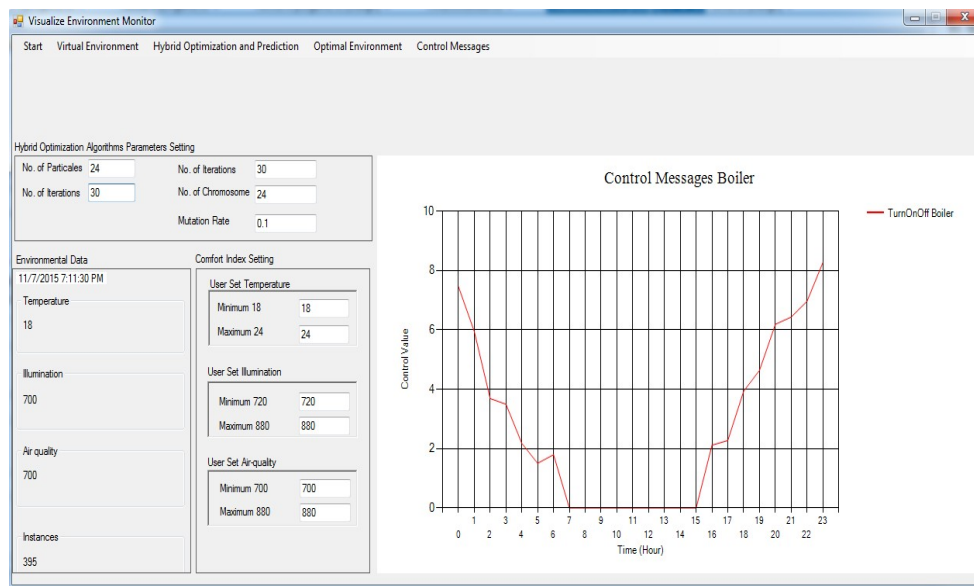 Visualize Environment Monitor
Start Virtual Environment Hybrid Optimization and Prediction Optimal Environment Control Messages
Hybrid Optimization Algorithms Parameters Setting
No. of Particales 24
No. of Iterations 30
No. of Iterations 30
No. of Chromosome 24
Mutation Rate 0.1
Environmental Data
11/7/2015 7:11:30 PM
Temperature
18
Illumination
700
Air quality
700
Instances
395
Comfort Index Setting
User Set Temperature
Minimum 18 18
Maximum 24 24
User Set Illumination
Minimum 720 720
Maximum 880 880
User Set Air-quality
Minimum 700 700
Maximum 880 880
Control Messages Boiler
TurnOnOff Boiler
Control Value
10
8
6
4
2
0
1 3 5 7 9 11 13 15 17 19 21 23
0 2 4 6 8 10 12 14 16 18 20 22
Time (Hour)